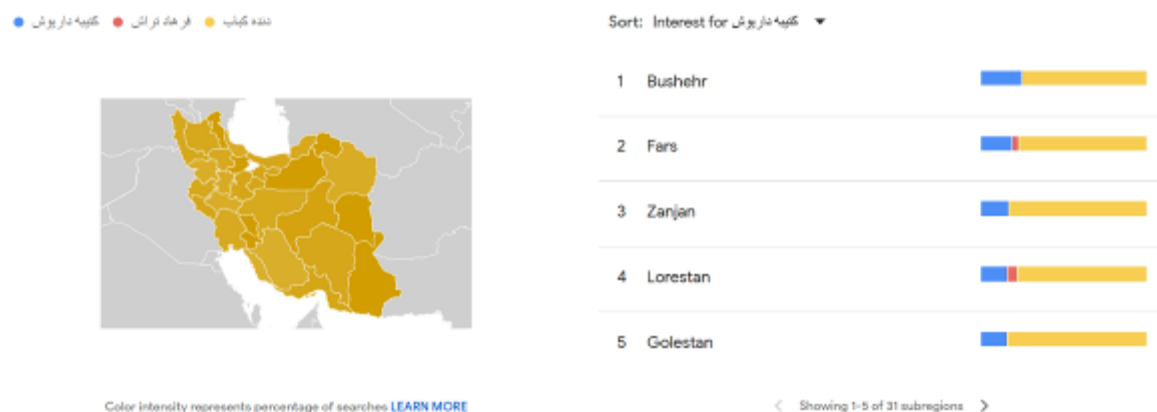 کتیبه داریوش فرهاد تراش دنده کباب
Sort: Interest for کتیبه داریوش
1 Bushehr
2 Fars
3 Zanjan
4 Lorestan
5 Golestan
Color intensity represents percentage of searches LEARN MORE
Showing 1-5 of 31 subregions